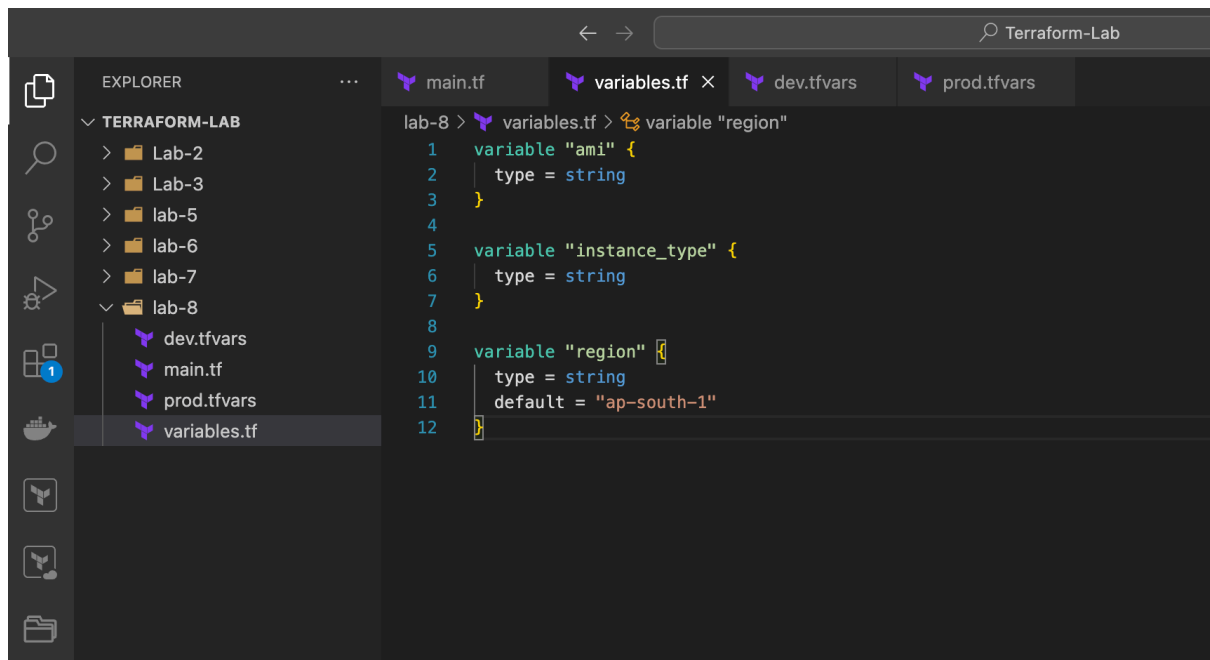 Terraform-Lab
EXPLORER
TERRAFORM-LAB
Lab-2
Lab-3
lab-5
lab-6
lab-7
lab-8
dev.tfvars
main.tf
prod.tfvars
variables.tf
1
main.tf
variables.tf
dev.tfvars
prod.tfvars
lab-8 > variables.tf > variable "region"
1 variable "ami" {
2 type = string
3 }
4
5 variable "instance_type" {
6 type = string
7 }
8
9 variable "region" {
10 type = string
11 default = "ap-south-1"
12 }